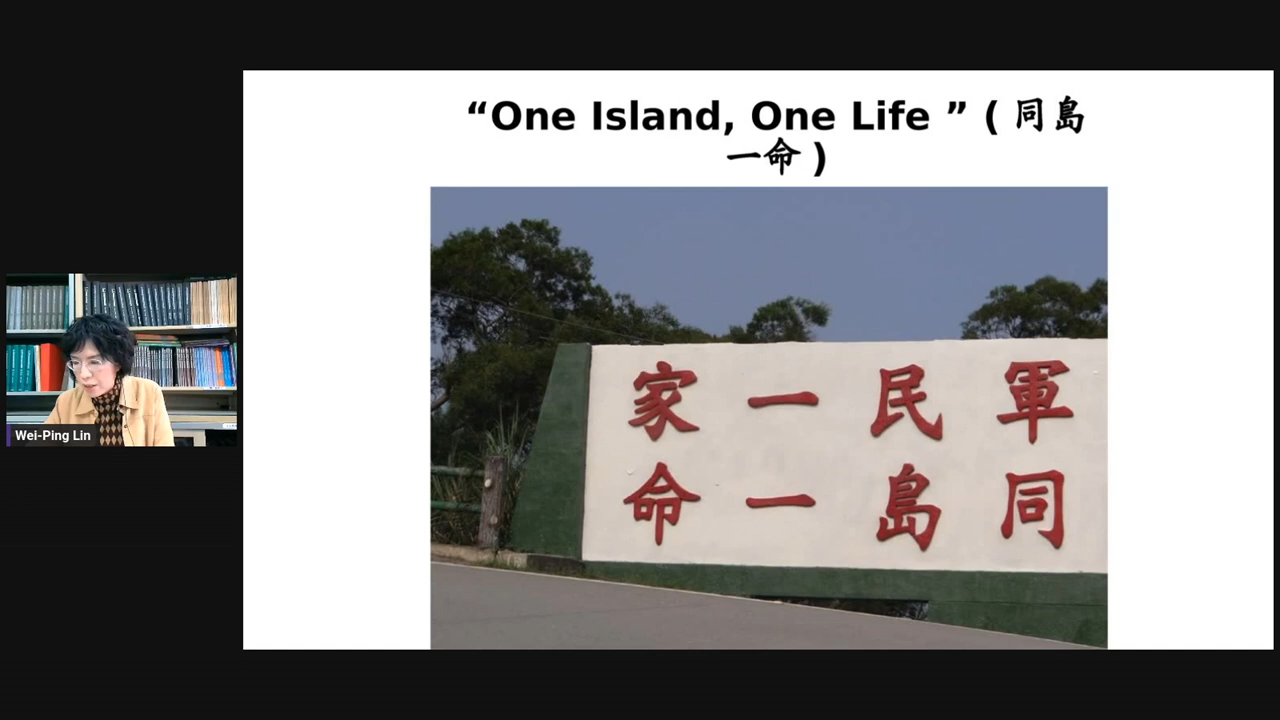 “One Island, One Life ” ( 同島
一命 )
軍民一家
同島一命
Wei-Ping Lin